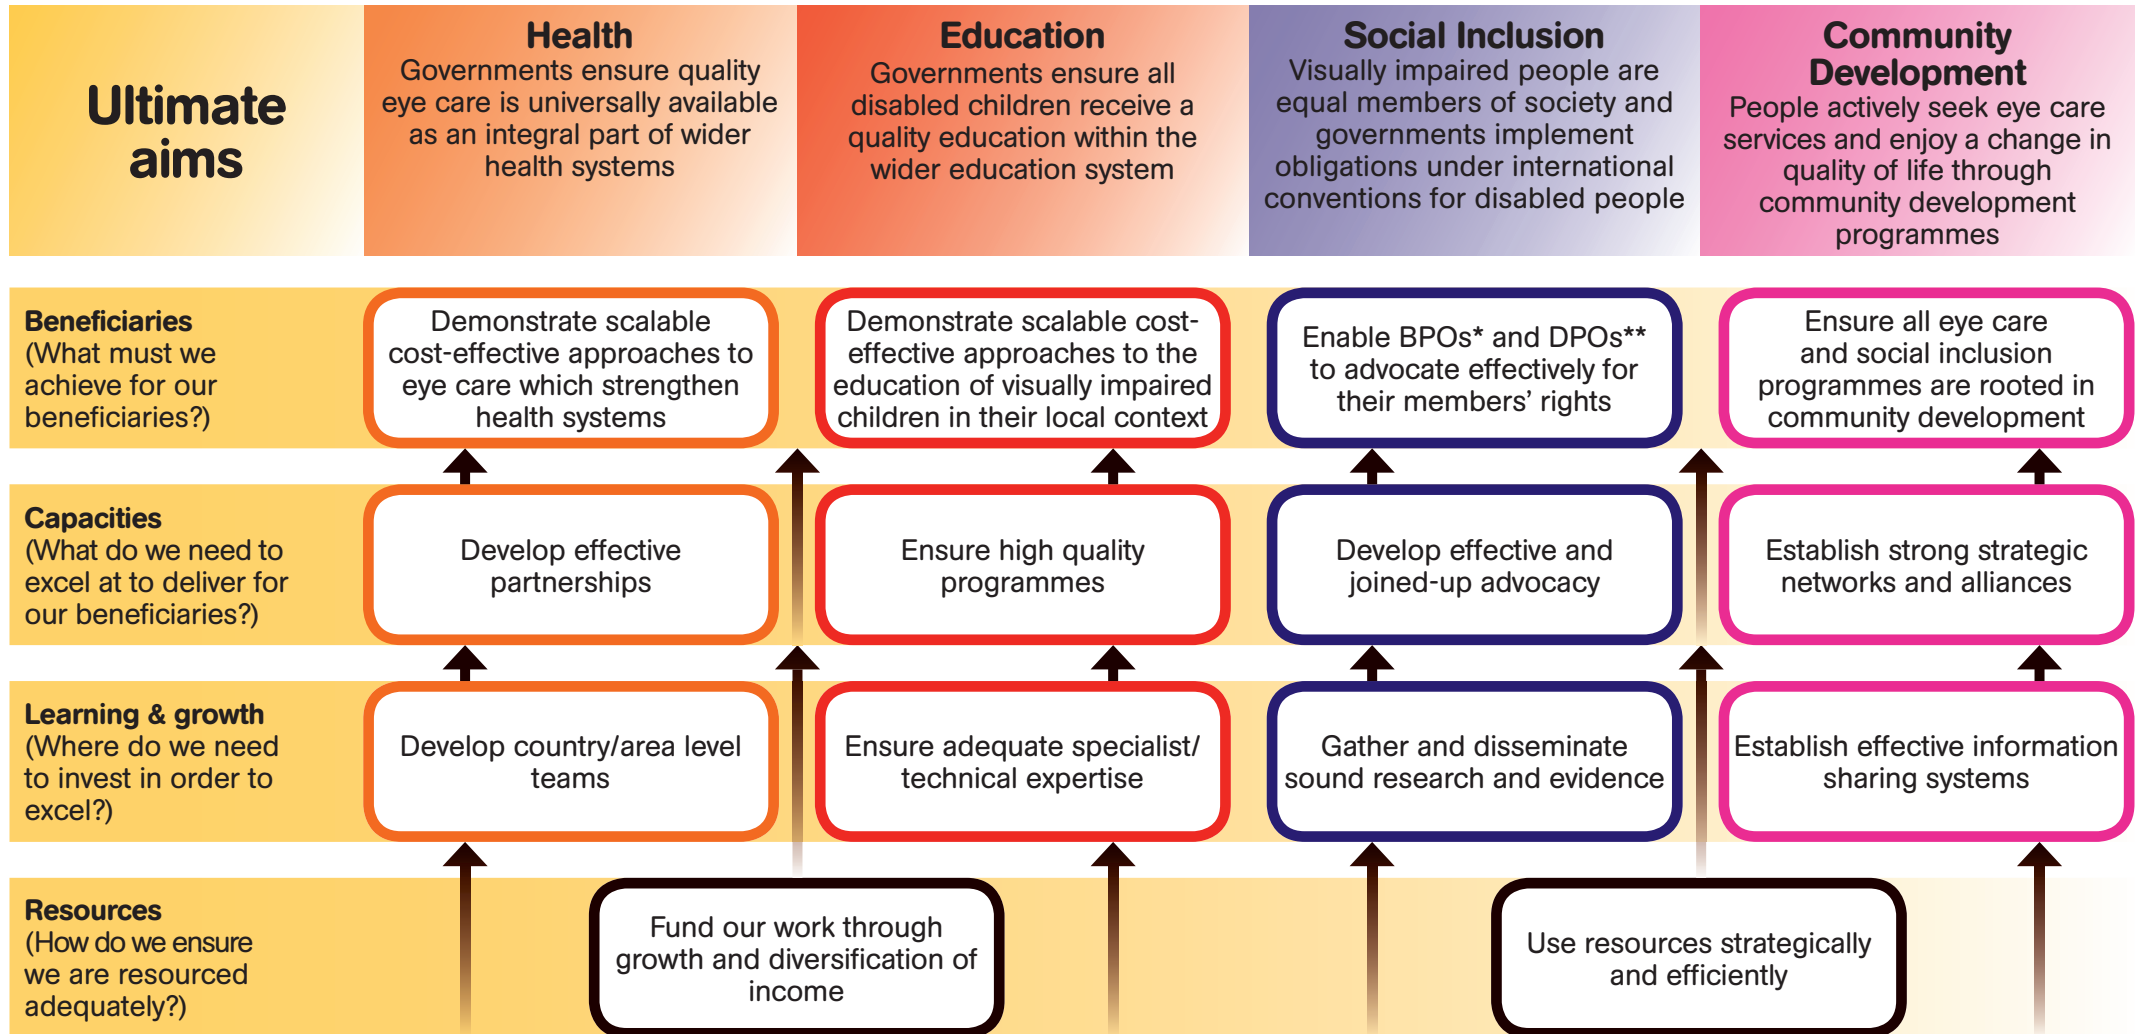 Ultimate
aims
Health
Governments ensure quality
eye care is universally available
as an integral part of wider
health systems
Education
Governments ensure all
disabled children receive a
quality education within the
wider education system
Social Inclusion
Visually impaired people are
equal members of society and
governments implement
obligations under international
conventions for disabled people
Community
Development
People actively seek eye care
services and enjoy a change in
quality of life through
community development
programmes
Beneficiaries
(What must we
achieve for our
beneficiaries?)
Demonstrate scalable
cost-effective approaches to
eye care which strengthen
health systems
Demonstrate scalable cost-
effective approaches to the
education of visually impaired
children in their local context
Enable BPOs* and DPOs**
to advocate effectively for
their members’ rights
Ensure all eye care
and social inclusion
programmes are rooted in
community development
Capacities
(What do we need to
excel at to deliver for
our beneficiaries?)
Develop effective
partnerships
Ensure high quality
programmes
Develop effective and
joined-up advocacy
Establish strong strategic
networks and alliances
Learning & growth
(Where do we need
to invest in order to
excel?)
Develop country/area level
teams
Ensure adequate specialist/
technical expertise
Gather and disseminate
sound research and evidence
Establish effective information
sharing systems
Resources
(How do we ensure
we are resourced
adequately?)
Fund our work through
growth and diversification of
income
Use resources strategically
and efficiently